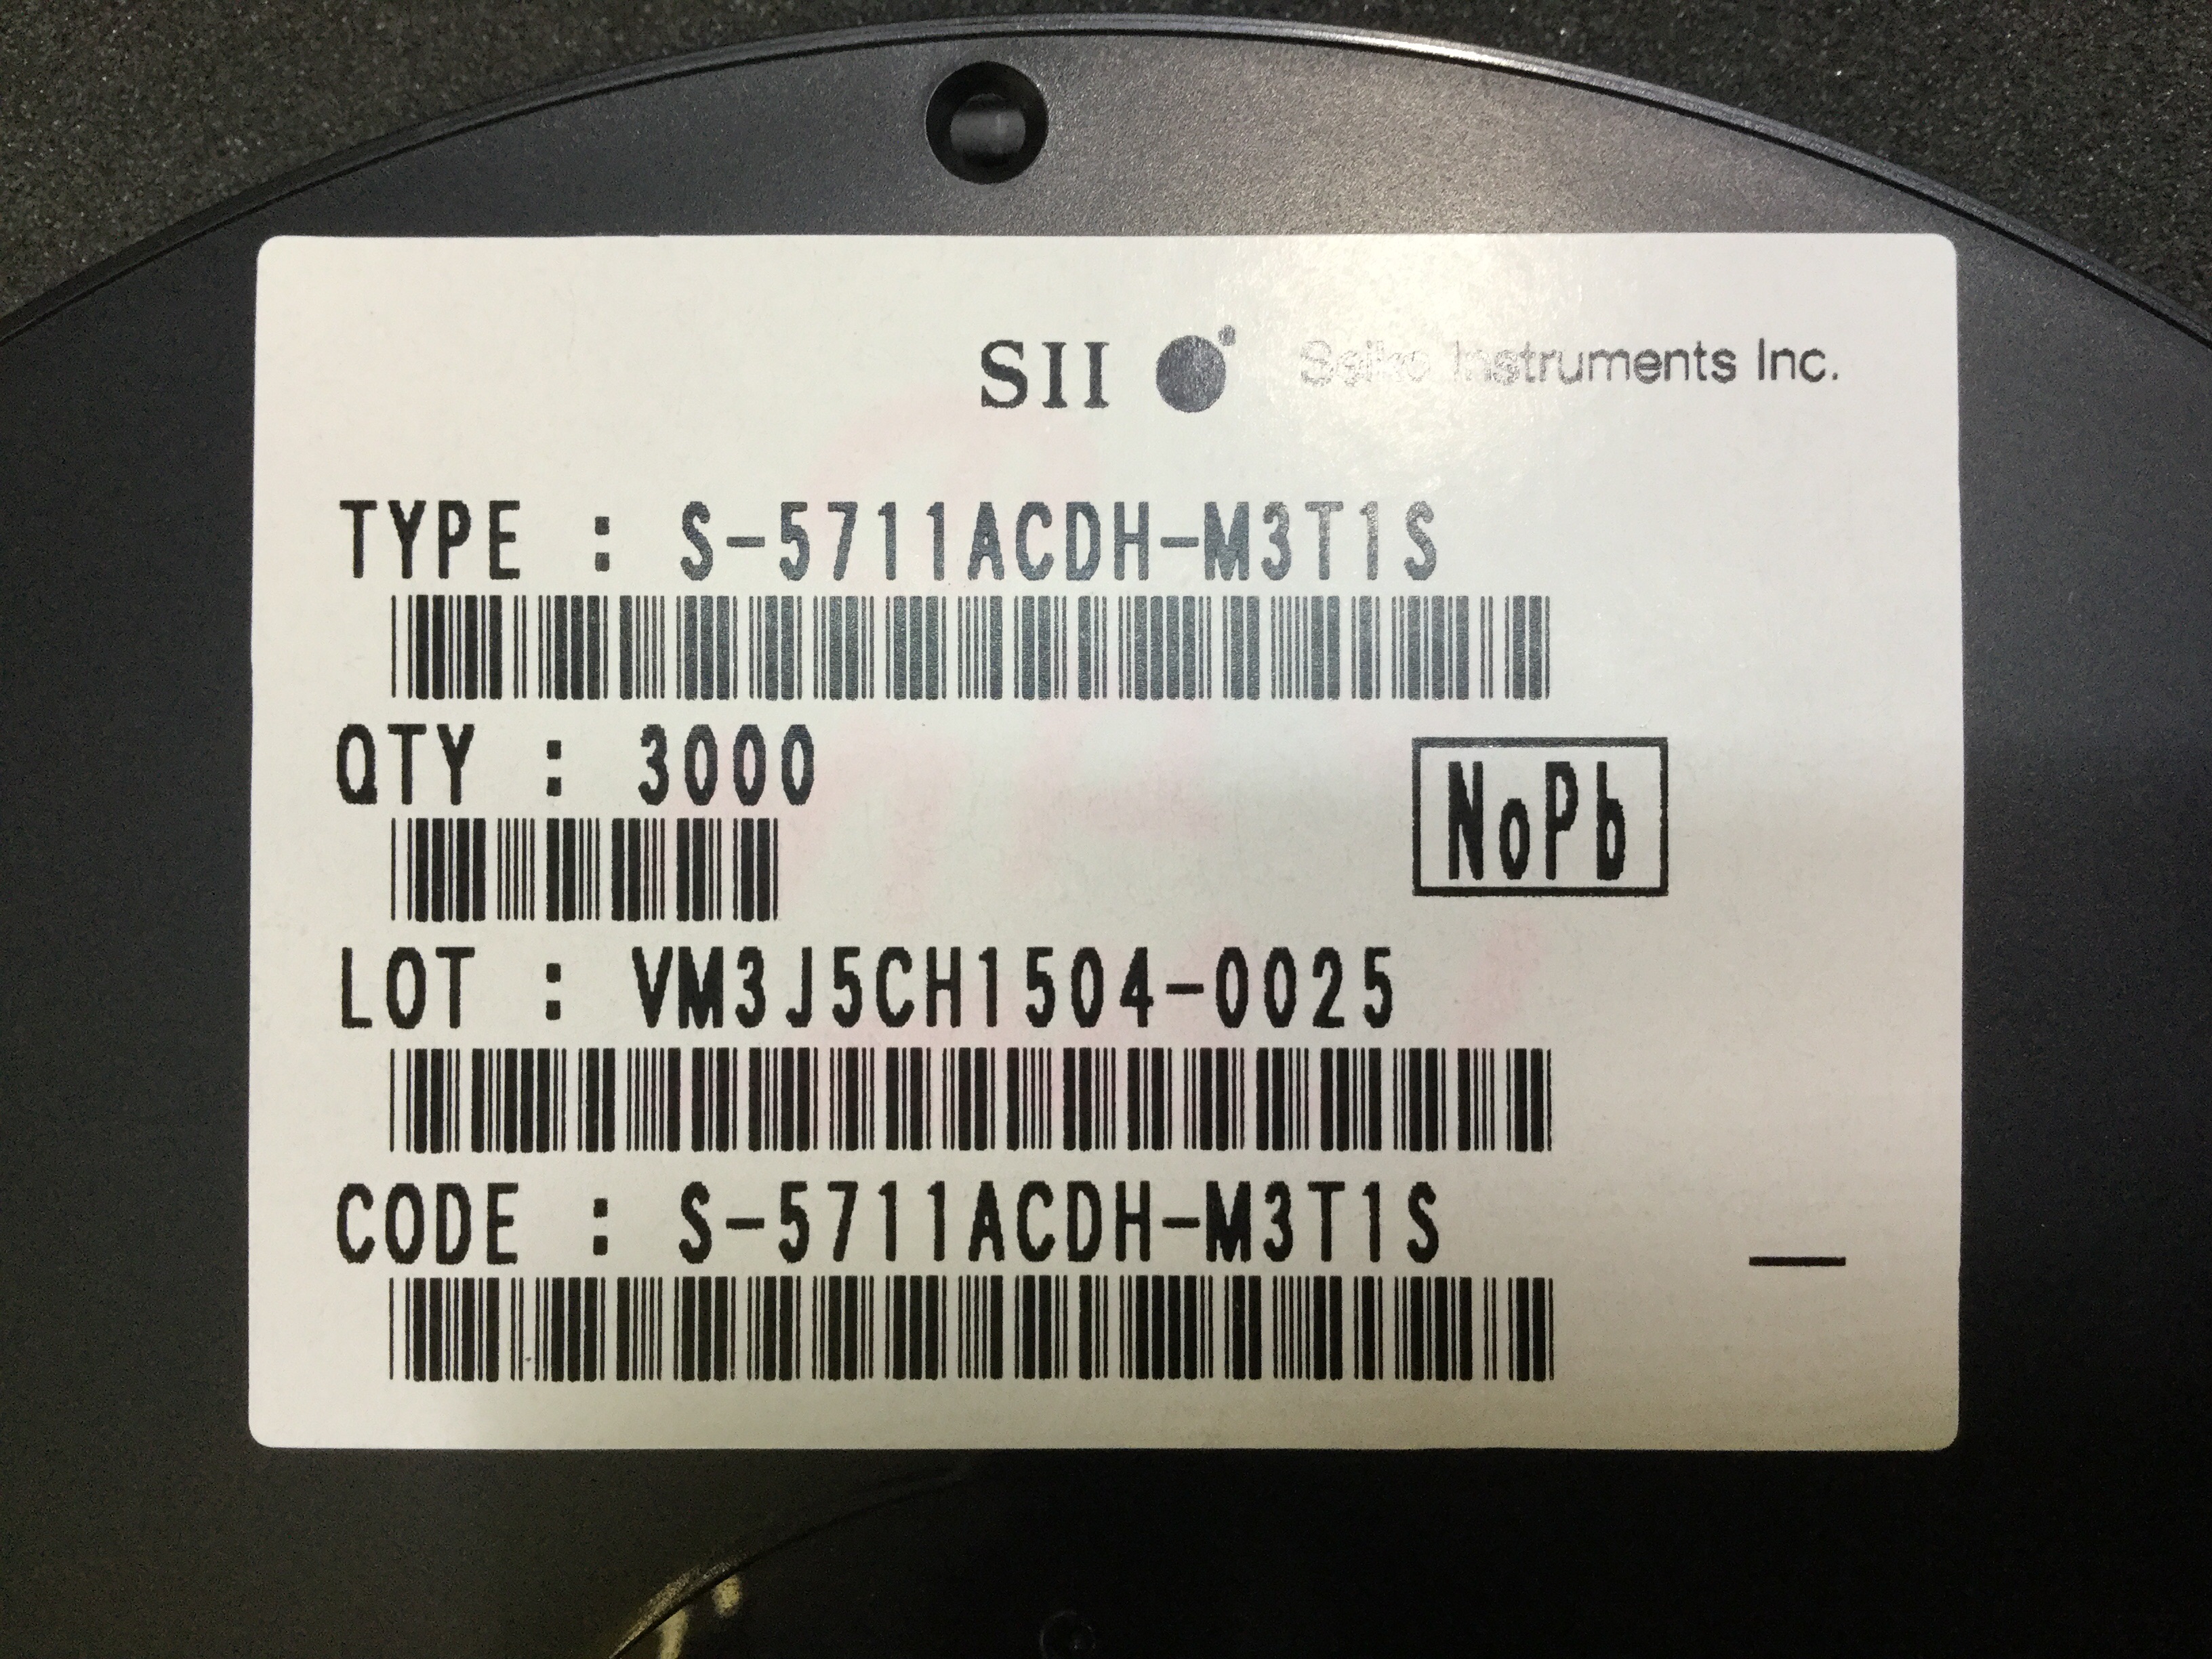 SII Seiko Instruments Inc.
TYPE : S-5711ACDH-M3T1S
QTY : 3000
NoPb
LOT : VM3J5CH1504-0025
CODE : S-5711ACDH-M3T1S